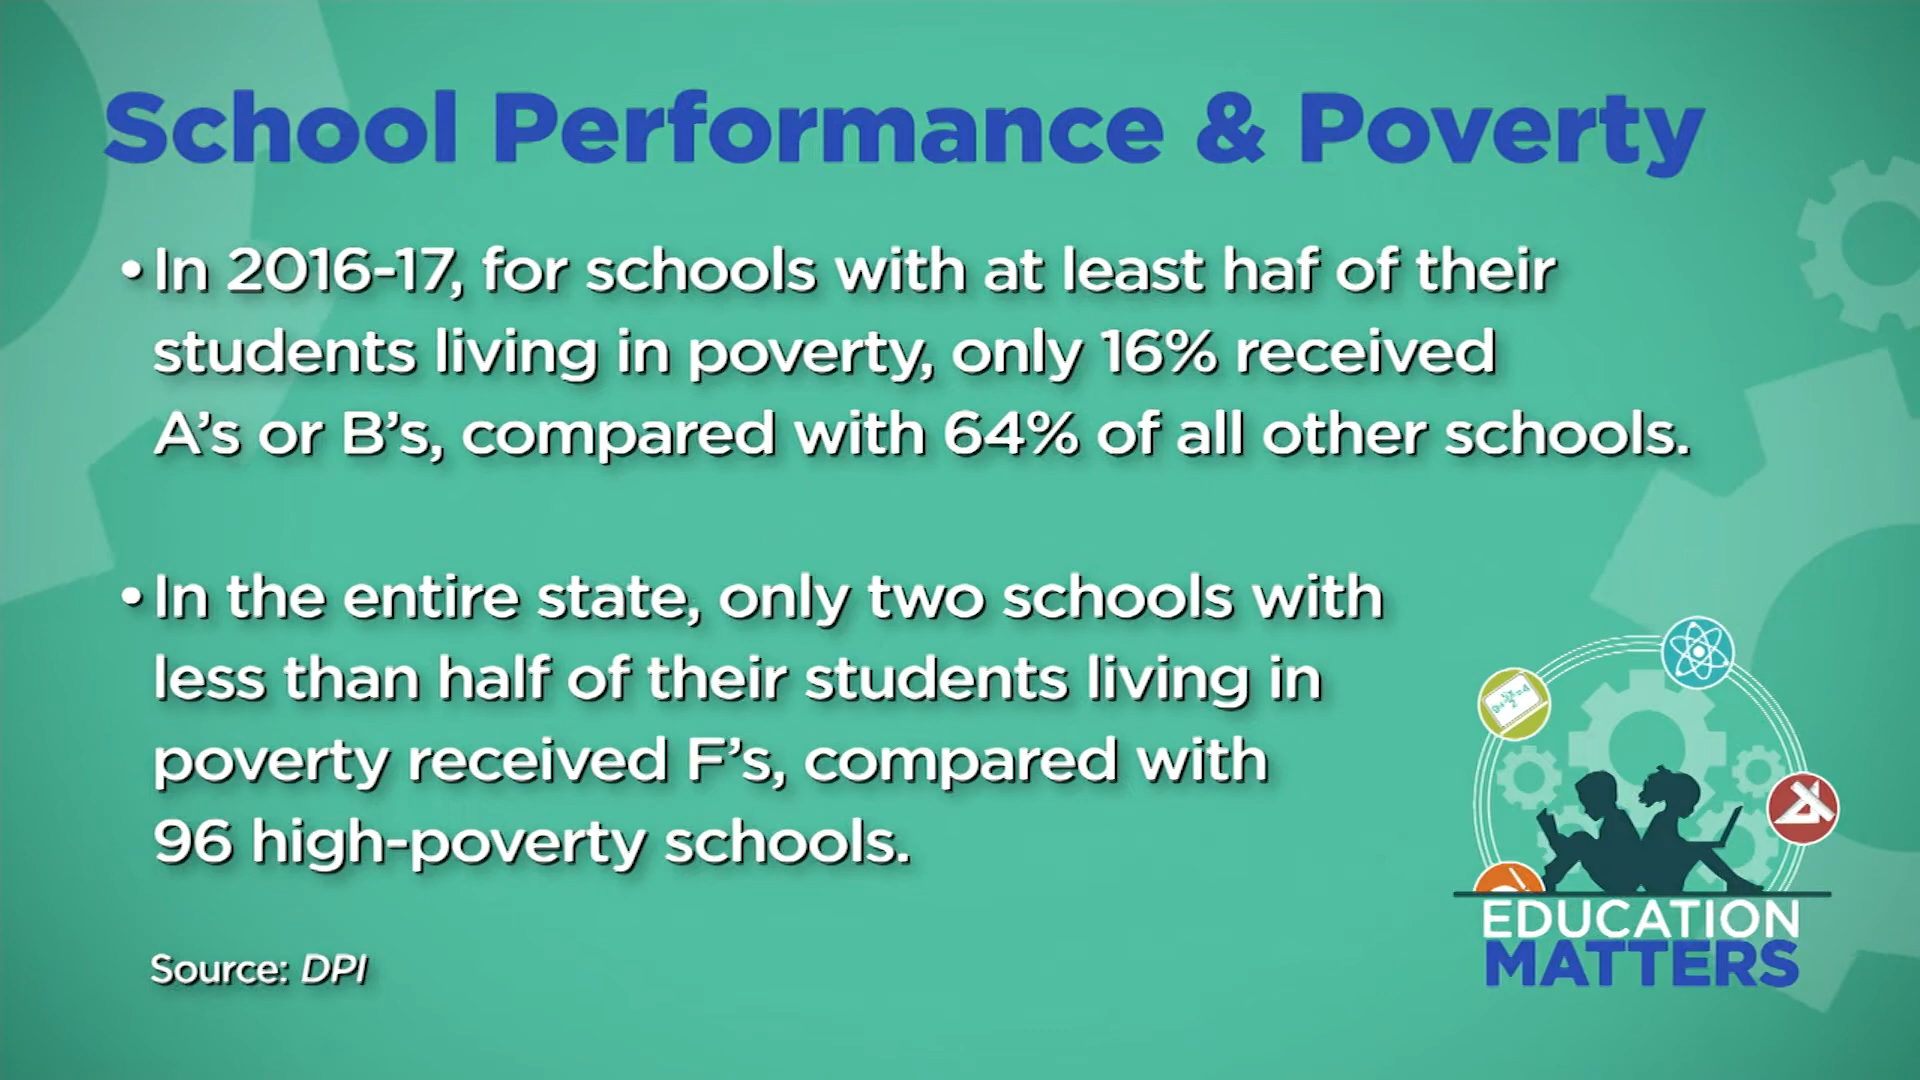 School Performance & Poverty
•In 2016-17, for schools with at least haf of their
students living in poverty, only 16% received
A's or B's, compared with 64% of all other schools.
•In the entire state, only two schools with
less than half of their students living in
poverty received F's, compared with
96 high-poverty schools.
Source: DPI
EDUCATION
MATTERS